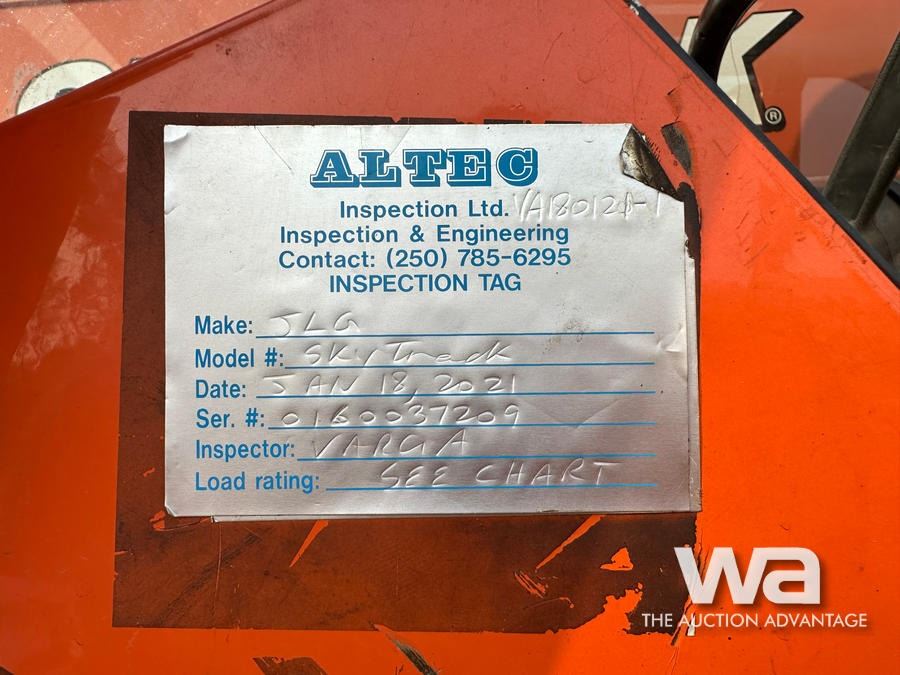 K®
ALTEC
Inspection Ltd. VA180121-1
Inspection & Engineering
Contact: (250) 785-6295
INSPECTION TAG
Make: JLG
Model #: SkyTrack
Date: JAN 18, 2021
Ser. #: 0160037209
Inspector: VARGA
Load rating: SEE CHART
wa
THE AUCTION ADVANTAGE